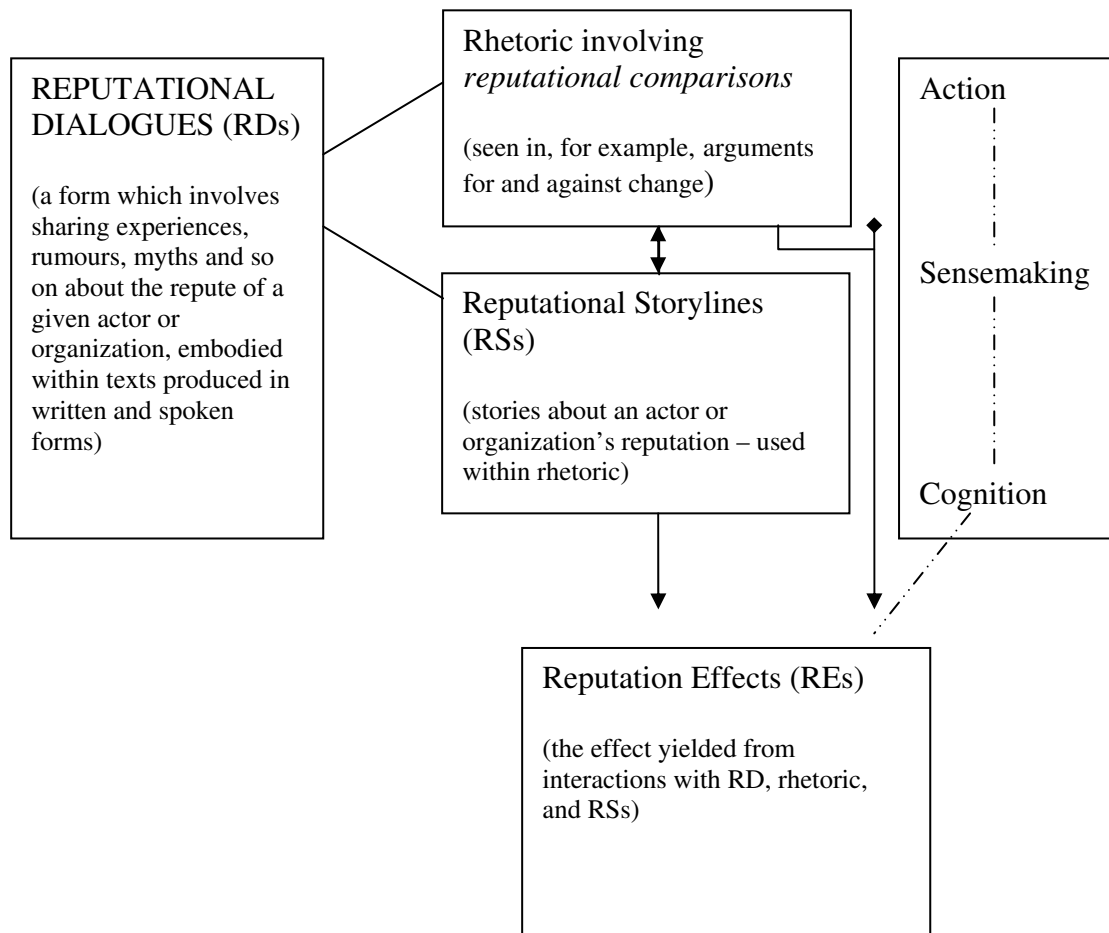 REPUTATIONAL
DIALOGUES (RDs)
(a form which involves
sharing experiences,
rumours, myths and so
on about the repute of a
given actor or
organization, embodied
within texts produced in
written and spoken
forms)
Rhetoric involving
reputational comparisons
(seen in, for example, arguments
for and against change)
Reputational Storylines
(RSs)
(stories about an actor or
organization’s reputation – used
within rhetoric)
Action
Sensemaking
Cognition
Reputation Effects (REs)
(the effect yielded from
interactions with RD, rhetoric,
and RSs)